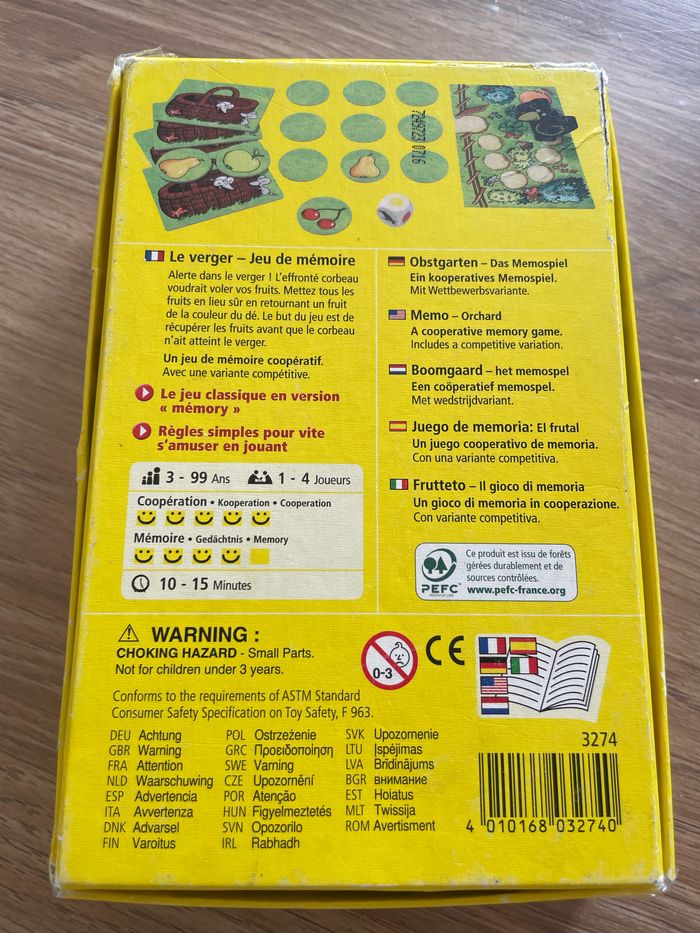 7249723 0716
Le verger – Jeu de mémoire
Alerte dans le verger ! L'effronté corbeau
voudrait voler vos fruits. Mettez tous les
fruits en lieu sûr en retournant un fruit
de la couleur du dé. Le but du jeu est de
récupérer les fruits avant que le corbeau
n'ait atteint le verger.
Un jeu de mémoire coopératif.
Avec une variante compétitive.
Le jeu classique en version
« mémory »
Règles simples pour vite
s'amuser en jouant
3 - 99 Ans 1 - 4 Joueurs
Coopération • Kooperation • Cooperation
Mémoire • Gedächtnis • Memory
10 - 15 Minutes
Obstgarten – Das Memospiel
Ein kooperatives Memospiel.
Mit Wettbewerbsvariante.
Memo – Orchard
A cooperative memory game.
Includes a competitive variation.
Boomgaard – het memospel
Een coöperatief memospel.
Met wedstrijdvariant.
Juego de memoria: El frutal
Un juego cooperativo de memoria.
Con una variante competitiva.
Frutteto – Il gioco di memoria
Un gioco di memoria in cooperazione.
Con variante competitiva.
PEFC
Ce produit est issu de forêts
gérées durablement et de
sources contrôlées.
www.pefc-france.org
WARNING :
CHOKING HAZARD - Small Parts.
Not for children under 3 years.
0-3
CE
Conforms to the requirements of ASTM Standard
Consumer Safety Specification on Toy Safety, F 963.
DEU Achtung
GBR Warning
FRA Attention
NLD Waarschuwing
ESP Advertencia
ITA Avvertenza
DNK Advarsel
FIN Varoitus
POL Ostrzeżenie
GRC Προειδοποίηση
SWE Varning
CZE Upozornění
POR Atenção
HUN Figyelmeztetés
SVN Opozorilo
IRL Rabhadh
SVK Upozornenie
LTU Įspėjimas
LVA Brīdinājums
BGR внимание
EST Hoiatus
MLT Twissija
ROM Avertisment
3274
4 010168 032740